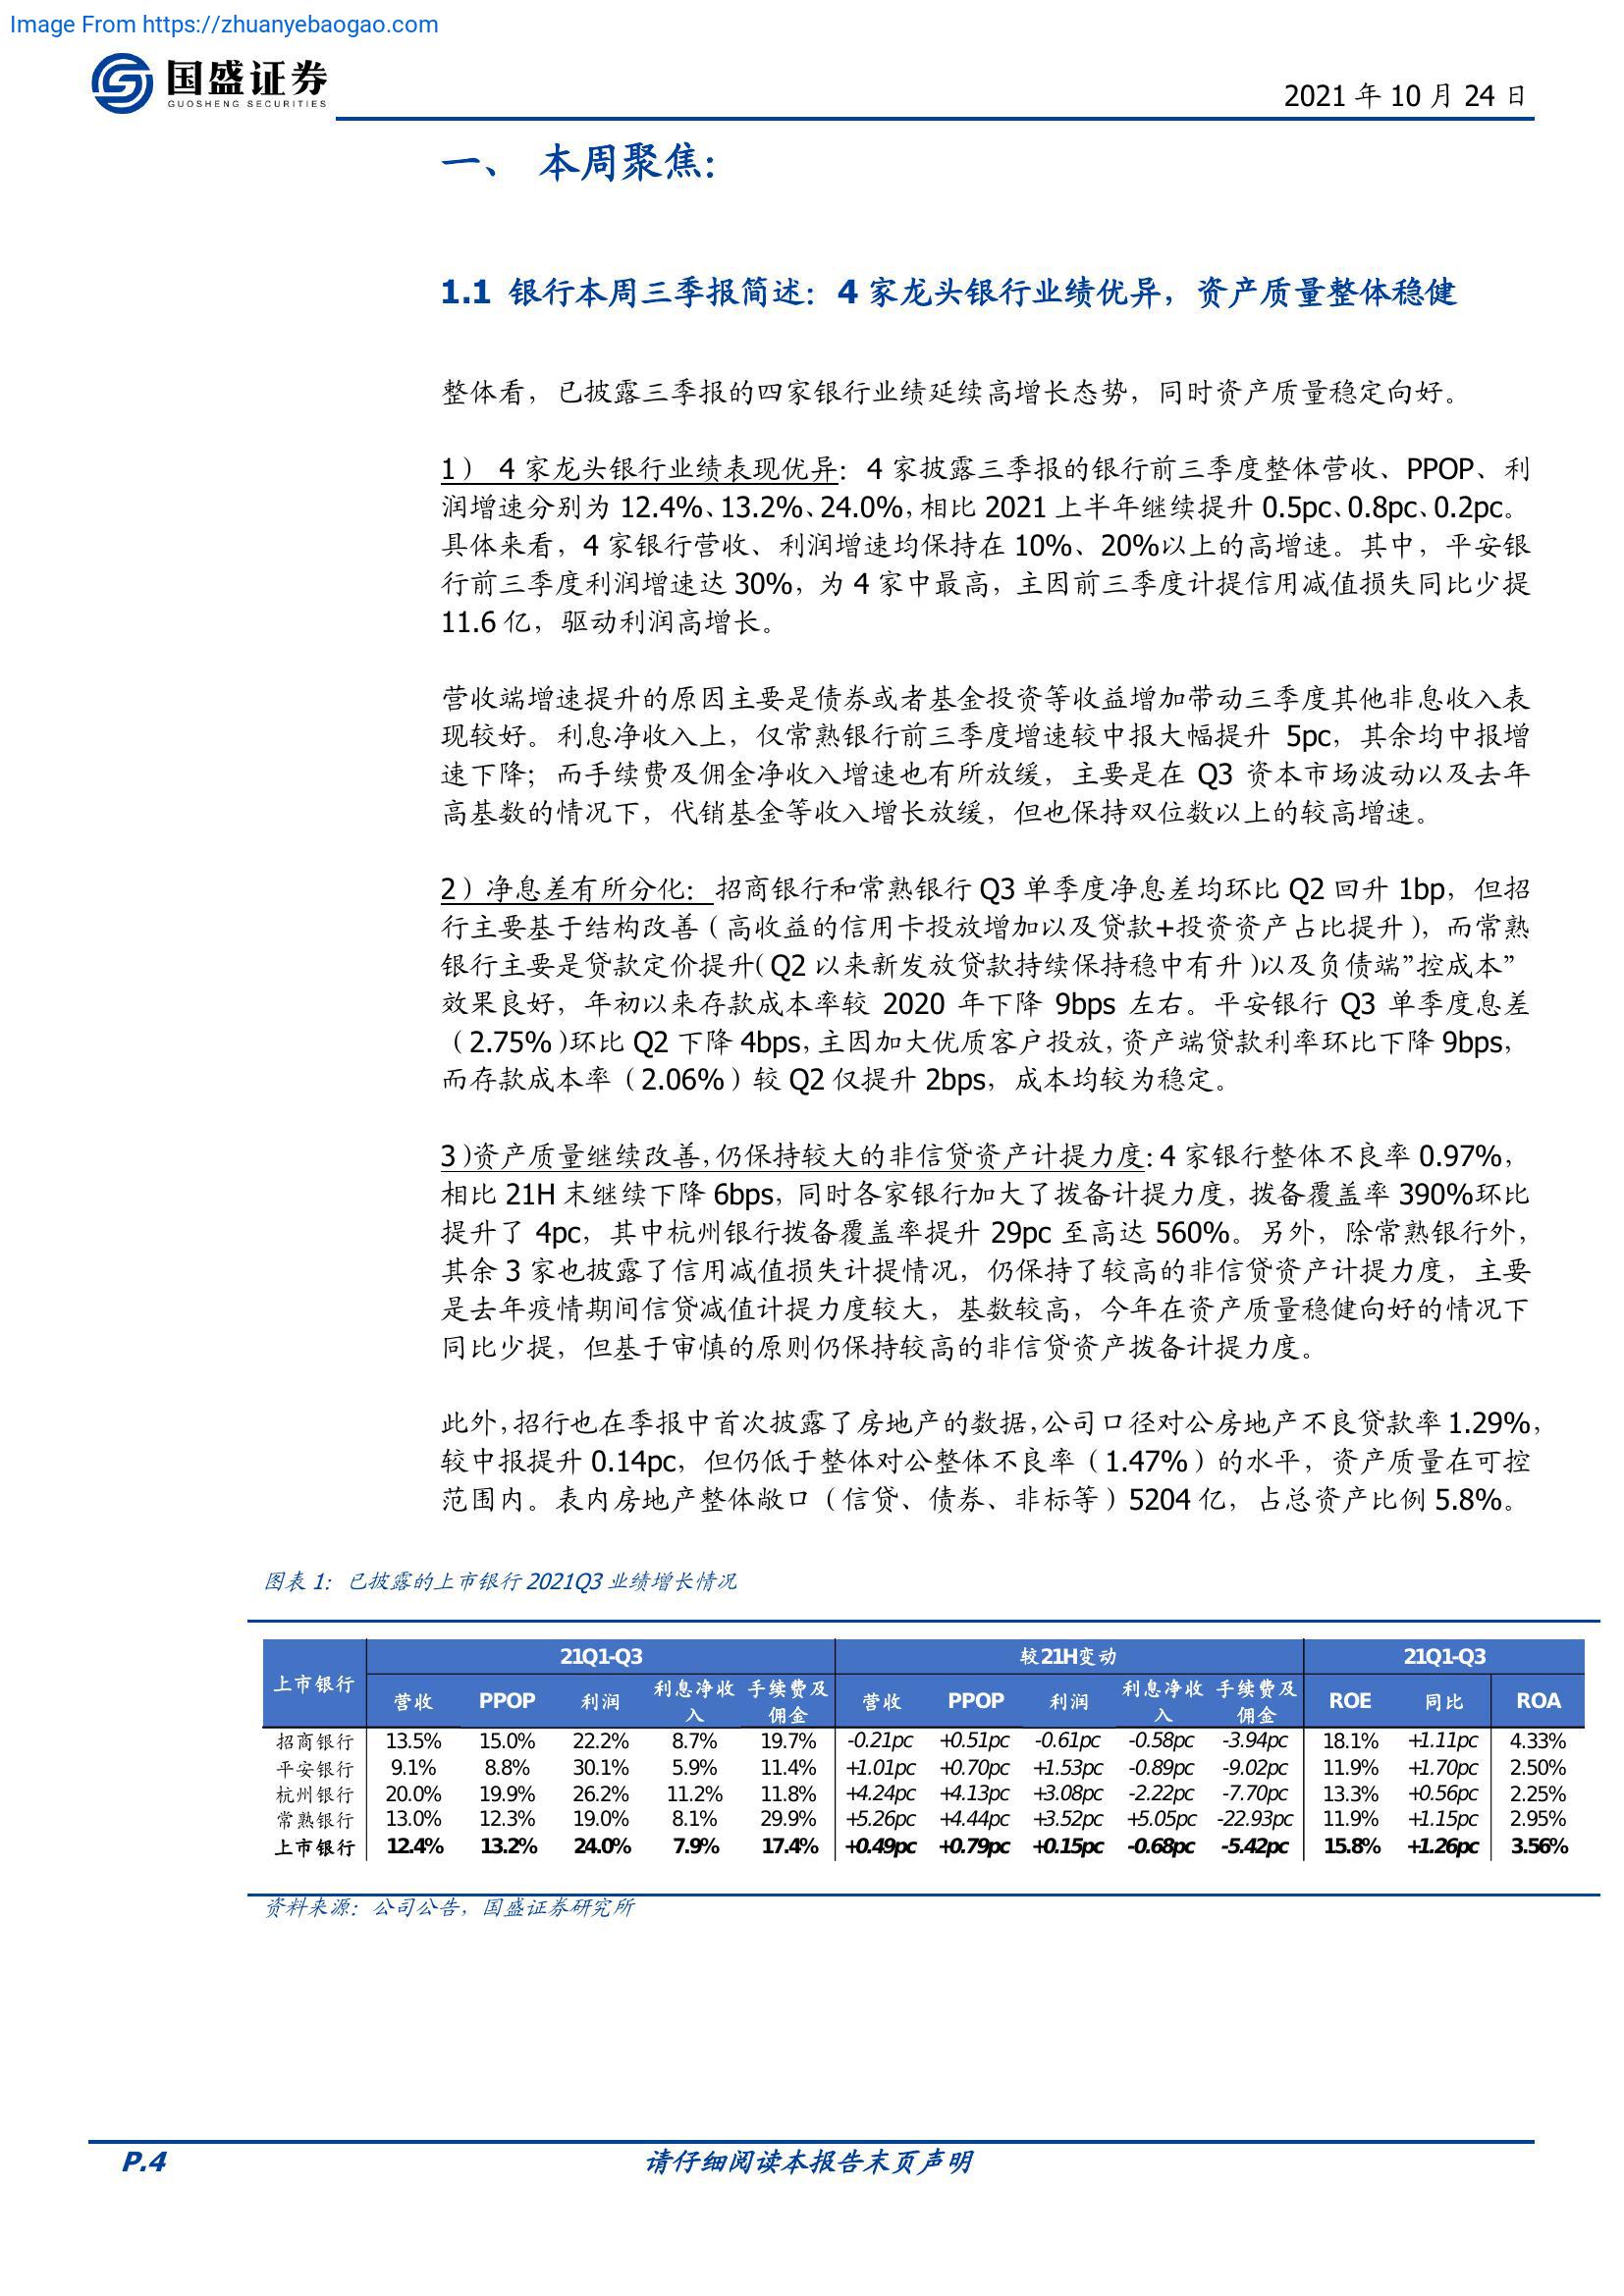 Image From https://zhuanyebaogao.com
国盛证券
GUOSHENG SECURITIES
2021 年 10 月 24 日
一、 本周聚焦：
1.1 银行本周三季报简述：4 家龙头银行业绩优异，资产质量整体稳健
整体看，已披露三季报的四家银行业绩延续高增长态势，同时资产质量稳定向好。
1） 4 家龙头银行业绩表现优异：4 家披露三季报的银行前三季度整体营收、PPOP、利
润增速分别为 12.4%、13.2%、24.0%，相比 2021 上半年继续提升 0.5pc、0.8pc、0.2pc。
具体来看，4 家银行营收、利润增速均保持在 10%、20%以上的高增速。其中，平安银
行前三季度利润增速达 30%，为 4 家中最高，主因前三季度计提信用减值损失同比少提
11.6 亿，驱动利润高增长。
营收端增速提升的原因主要是债券或者基金投资等收益增加带动三季度其他非息收入表
现较好。利息净收入上，仅常熟银行前三季度增速较中报大幅提升 5pc，其余均中报增
速下降；而手续费及佣金净收入增速也有所放缓，主要是在 Q3 资本市场波动以及去年
高基数的情况下，代销基金等收入增长放缓，但也保持双位数以上的较高增速。
2）净息差有所分化：招商银行和常熟银行 Q3 单季度净息差均环比 Q2 回升 1bp，但招
行主要基于结构改善（高收益的信用卡投放增加以及贷款+投资资产占比提升），而常熟
银行主要是贷款定价提升（Q2 以来新发放贷款持续保持稳中有升）以及负债端”控成本”
效果良好，年初以来存款成本率较 2020 年下降 9bps 左右。平安银行 Q3 单季度息差
（2.75%）环比 Q2 下降 4bps，主因加大优质客户投放，资产端贷款利率环比下降 9bps，
而存款成本率（2.06%）较 Q2 仅提升 2bps，成本均较为稳定。
3）资产质量继续改善，仍保持较大的非信贷资产计提力度：4 家银行整体不良率 0.97%，
相比 21H 末继续下降 6bps，同时各家银行加大了拨备计提力度，拨备覆盖率 390%环比
提升了 4pc，其中杭州银行拨备覆盖率提升 29pc 至高达 560%。另外，除常熟银行外，
其余 3 家也披露了信用减值损失计提情况，仍保持了较高的非信贷资产计提力度，主要
是去年疫情期间信贷减值计提力度较大，基数较高，今年在资产质量稳健向好的情况下
同比少提，但基于审慎的原则仍保持较高的非信贷资产拨备计提力度。
此外，招行也在季报中首次披露了房地产的数据，公司口径对公房地产不良贷款率 1.29%，
较中报提升 0.14pc，但仍低于整体对公整体不良率（1.47%）的水平，资产质量在可控
范围内。表内房地产整体敞口（信贷、债券、非标等）5204 亿，占总资产比例 5.8%。
图表 1：已披露的上市银行 2021Q3 业绩增长情况
上市银行 21Q1-Q3 较21H变动 21Q1-Q3
营收 PPOP 利润 利息净收入 手续费及佣金 营收 PPOP 利润 利息净收入 手续费及佣金 ROE 同比 ROA
招商银行 13.5% 15.0% 22.2% 8.7% 19.7% -0.21pc +0.51pc -0.61pc -0.58pc -3.94pc 18.1% +1.11pc 4.33%
平安银行 9.1% 8.8% 30.1% 5.9% 11.4% +1.01pc +0.70pc +1.53pc -0.89pc -9.02pc 11.9% +1.70pc 2.50%
杭州银行 20.0% 19.9% 26.2% 11.2% 11.8% +4.24pc +4.13pc +3.08pc -2.22pc -7.70pc 13.3% +0.56pc 2.25%
常熟银行 13.0% 12.3% 19.0% 8.1% 29.9% +5.26pc +4.44pc +3.52pc +5.05pc -22.93pc 11.9% +1.15pc 2.95%
上市银行 12.4% 13.2% 24.0% 7.9% 17.4% +0.49pc +0.79pc +0.15pc -0.68pc -5.42pc 15.8% +1.26pc 3.56%
资料来源：公司公告，国盛证券研究所
P.4
请仔细阅读本报告末页声明